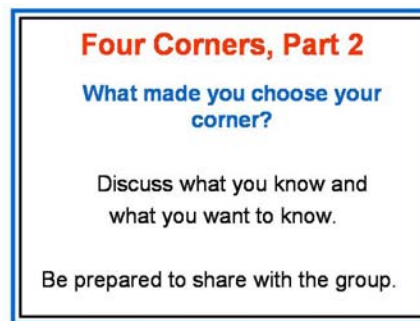 Four Corners, Part 2
What made you choose your
corner?
Discuss what you know and
what you want to know.
Be prepared to share with the group.